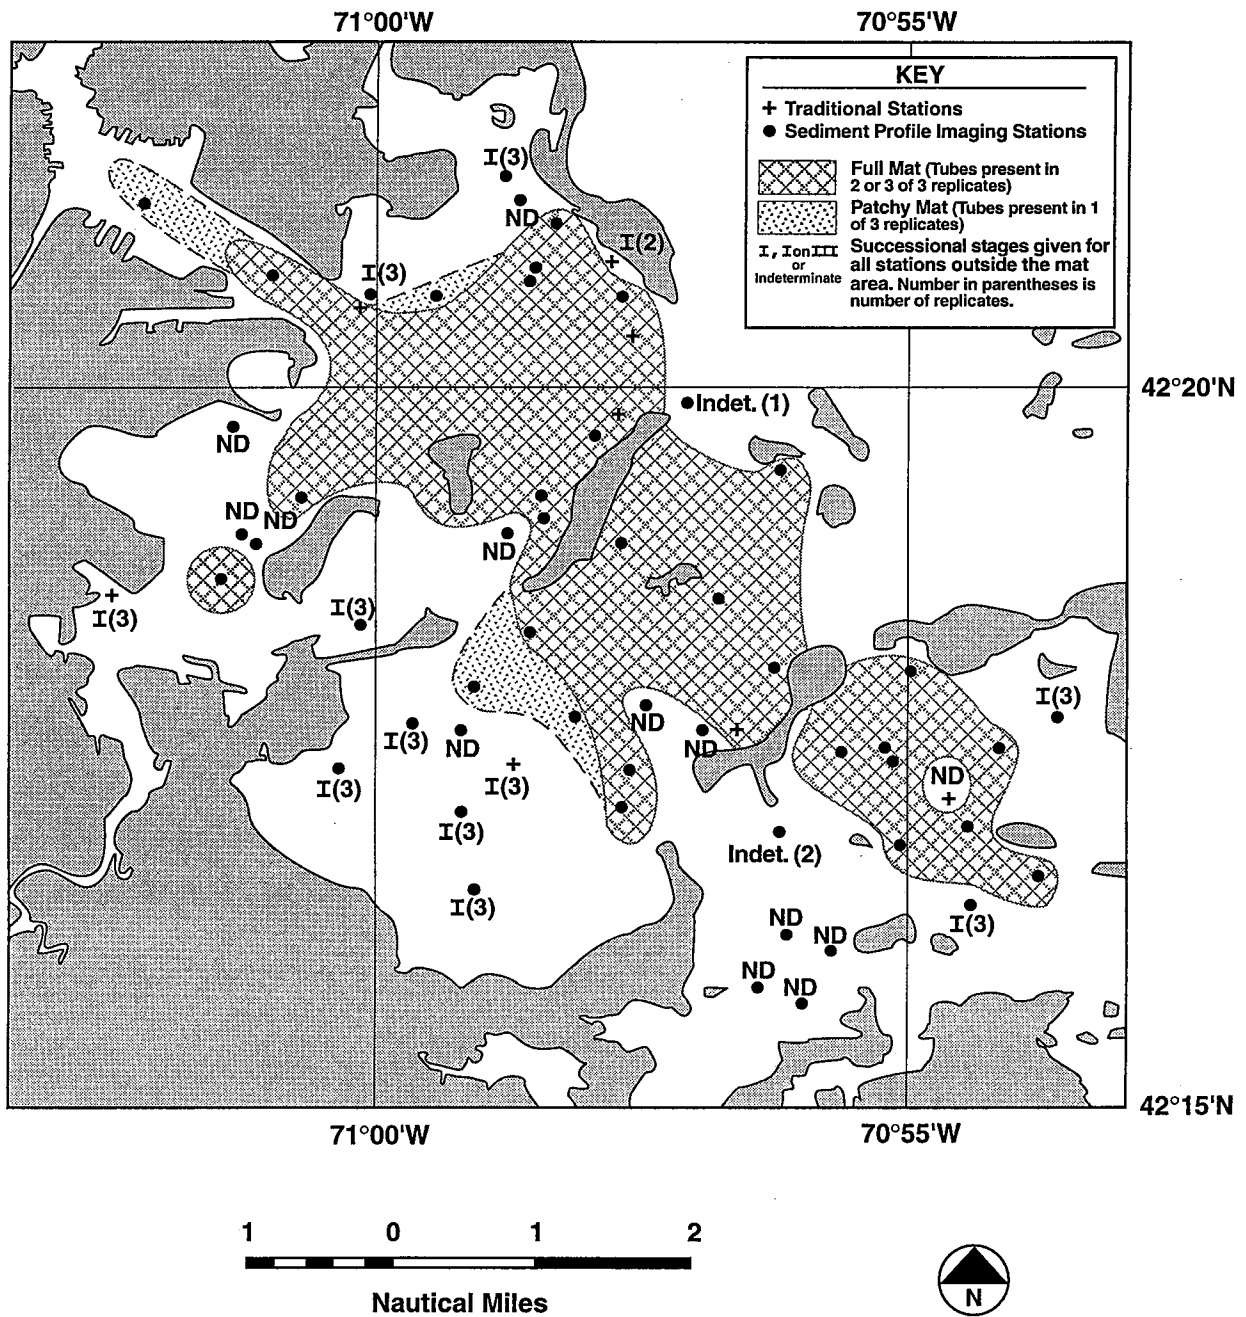 71°00'W 70°55'W
KEY
+ Traditional Stations
● Sediment Profile Imaging Stations
Full Mat (Tubes present in
2 or 3 of 3 replicates)
Patchy Mat (Tubes present in 1
of 3 replicates)
I, IonIII
or
Indeterminate
Successional stages given for
all stations outside the mat
area. Number in parentheses is
number of replicates.
I(3)
ND
I(2)
I(3)
42°20'N
Indet. (1)
ND
ND ND
ND
I(3)
I(3)
I(3)
ND
ND
I(3)
ND
I(3)
I(3)
ND
I(3)
I(3)
Indet. (2)
I(3)
I(3)
ND
ND
ND
ND
42°15'N
71°00'W 70°55'W
1 0 1 2
Nautical Miles
N